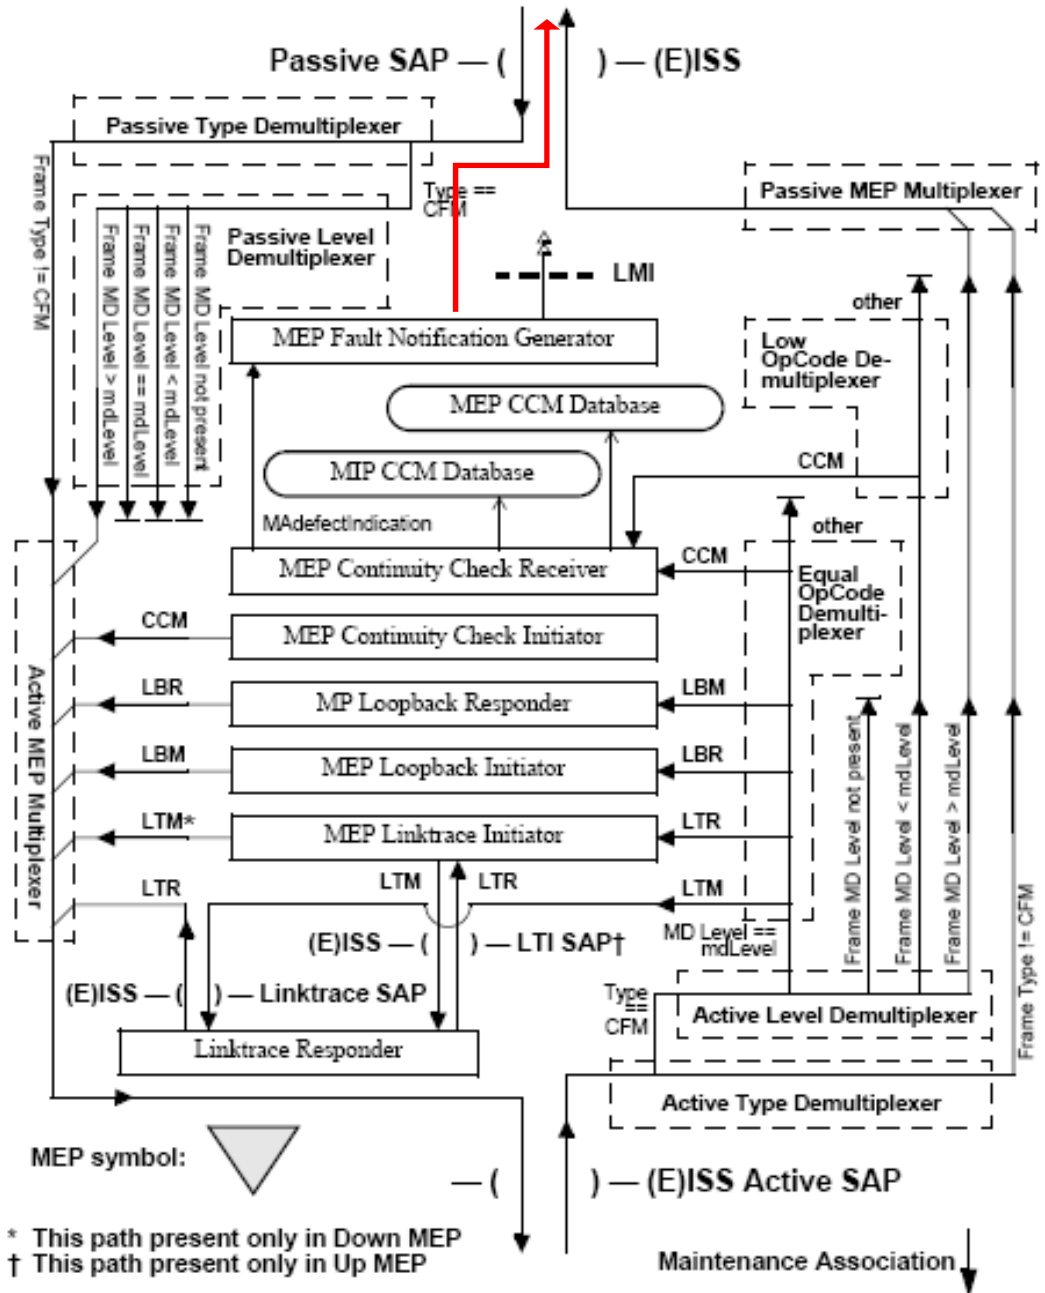 Passive SAP — ( ) — (E)ISS
Passive Type Demultiplexer
Frame Type != CFM
Type ==
CFM
Passive MEP Multiplexer
Passive Level
Demultiplexer
Frame MD Level > mdLevel
Frame MD Level == mdLevel
Frame MD Level < mdLevel
Frame MD Level not present
LMI
other
MEP Fault Notification Generator
Low
OpCode De-
multiplexer
MEP CCM Database
MIP CCM Database
CCM
MAdefectIndication
other
MEP Continuity Check Receiver
CCM
Equal
OpCode
Demulti-
plexer
CCM
MEP Continuity Check Initiator
Active MEP Multiplexer
LBR
MP Loopback Responder
LBM
LBM
MEP Loopback Initiator
LBR
LTM*
MEP Linktrace Initiator
LTR
Frame MD Level not present
Frame MD Level < mdLevel
Frame MD Level > mdLevel
Frame Type != CFM
LTR
LTM
LTR
LTM
(E)ISS — ( ) — LTI SAP†
MD Level ==
mdLevel
(E)ISS — ( ) — Linktrace SAP
Type
==
CFM
Active Level Demultiplexer
Linktrace Responder
Active Type Demultiplexer
MEP symbol:
— ( ) — (E)ISS Active SAP
* This path present only in Down MEP
† This path present only in Up MEP
Maintenance Association